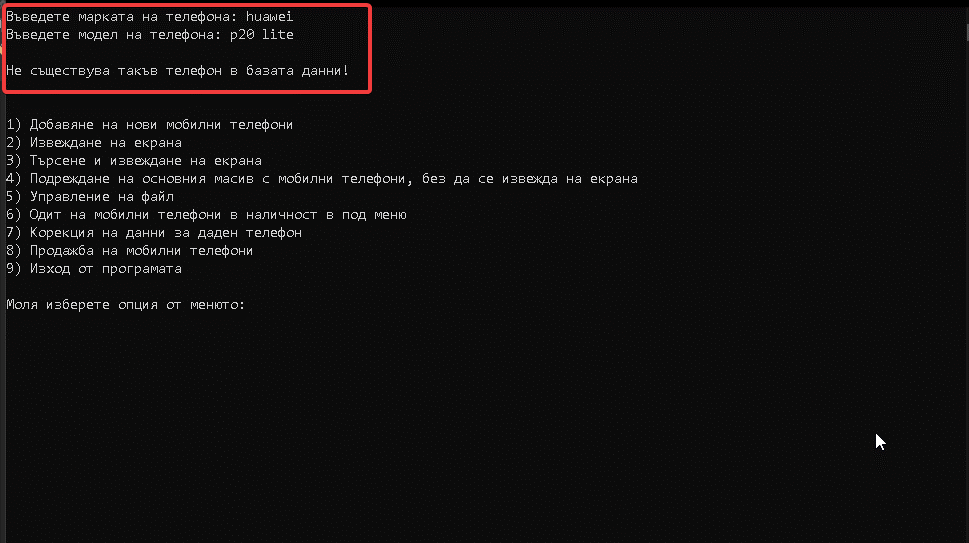 Въведете марката на телефона: huawei
Въведете модел на телефона: p20 lite
Не съществува такъв телефон в базата данни!
1) Добавяне на нови мобилни телефони
2) Извеждане на екрана
3) Търсене и извеждане на екрана
4) Подреждане на основния масив с мобилни телефони, без да се извежда на екрана
5) Управление на файл
6) Одит на мобилни телефони в наличност в под меню
7) Корекция на данни за даден телефон
8) Продажба на мобилни телефони
9) Изход от програмата
Моля изберете опция от менюто: